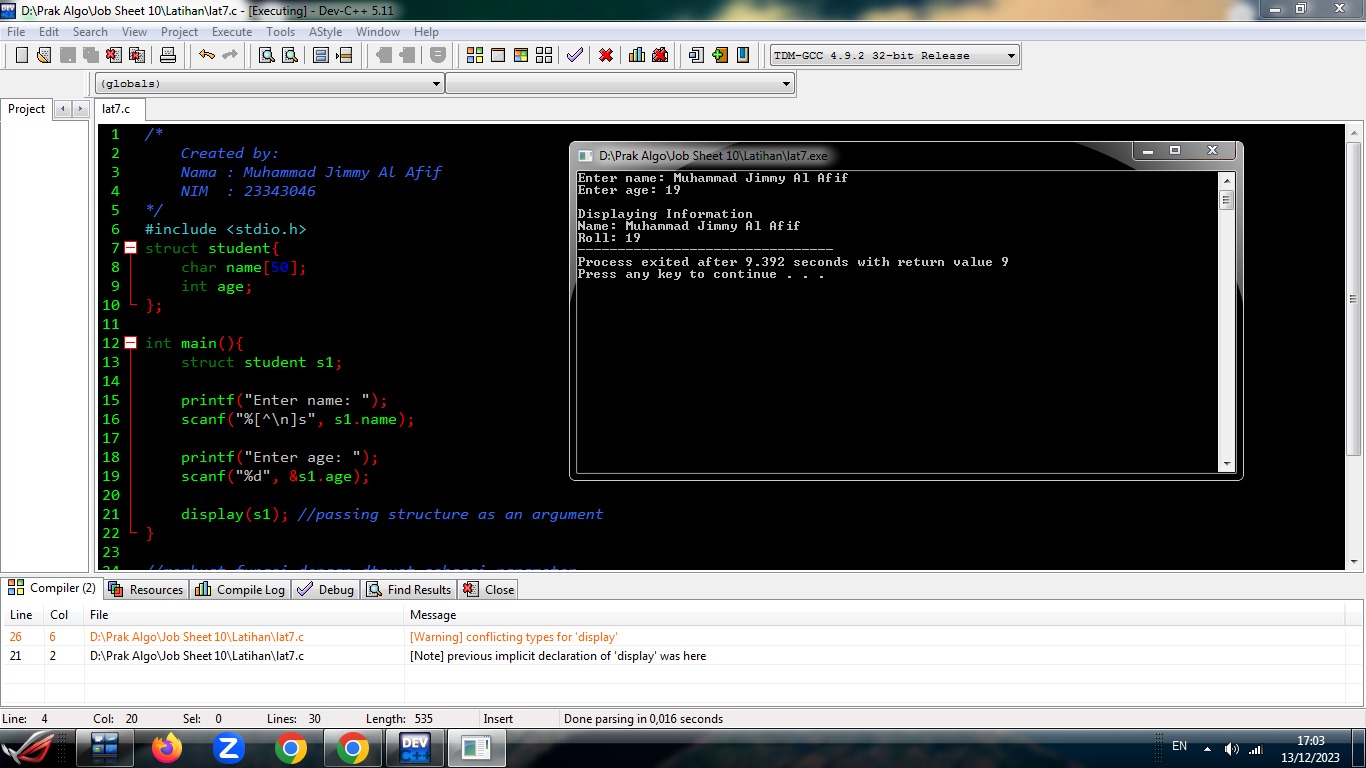 D:\Prak Algo\Job Sheet 10\Latihan\lat7.c - [Executing] - Dev-C++ 5.11
File Edit Search View Project Execute Tools AStyle Window Help
TDM-GCC 4.9.2 32-bit Release
(globals)
Project
lat7.c
1 /*
2 Created by:
3 Nama : Muhammad Jimmy Al Afif
4 NIM : 23343046
5 */
6 #include <stdio.h>
7 struct student{
8 char name[50];
9 int age;
10 };
11
12 int main(){
13 struct student s1;
14
15 printf("Enter name: ");
16 scanf("%[^\n]s", s1.name);
17
18 printf("Enter age: ");
19 scanf("%d", &s1.age);
20
21 display(s1); //passing structure as an argument
22 }
23
D:\Prak Algo\Job Sheet 10\Latihan\lat7.exe
Enter name: Muhammad Jimmy Al Afif
Enter age: 19
Displaying Information
Name: Muhammad Jimmy Al Afif
Roll: 19
--------------------------------
Process exited after 9.392 seconds with return value 9
Press any key to continue . . .
Compiler (2) Resources Compile Log Debug Find Results Close
Line Col File Message
26 6 D:\Prak Algo\Job Sheet 10\Latihan\lat7.c [Warning] conflicting types for 'display'
21 2 D:\Prak Algo\Job Sheet 10\Latihan\lat7.c [Note] previous implicit declaration of 'display' was here
Line: 4 Col: 20 Sel: 0 Lines: 30 Length: 535 Insert Done parsing in 0,016 seconds
DEV C++
EN
17:03
13/12/2023